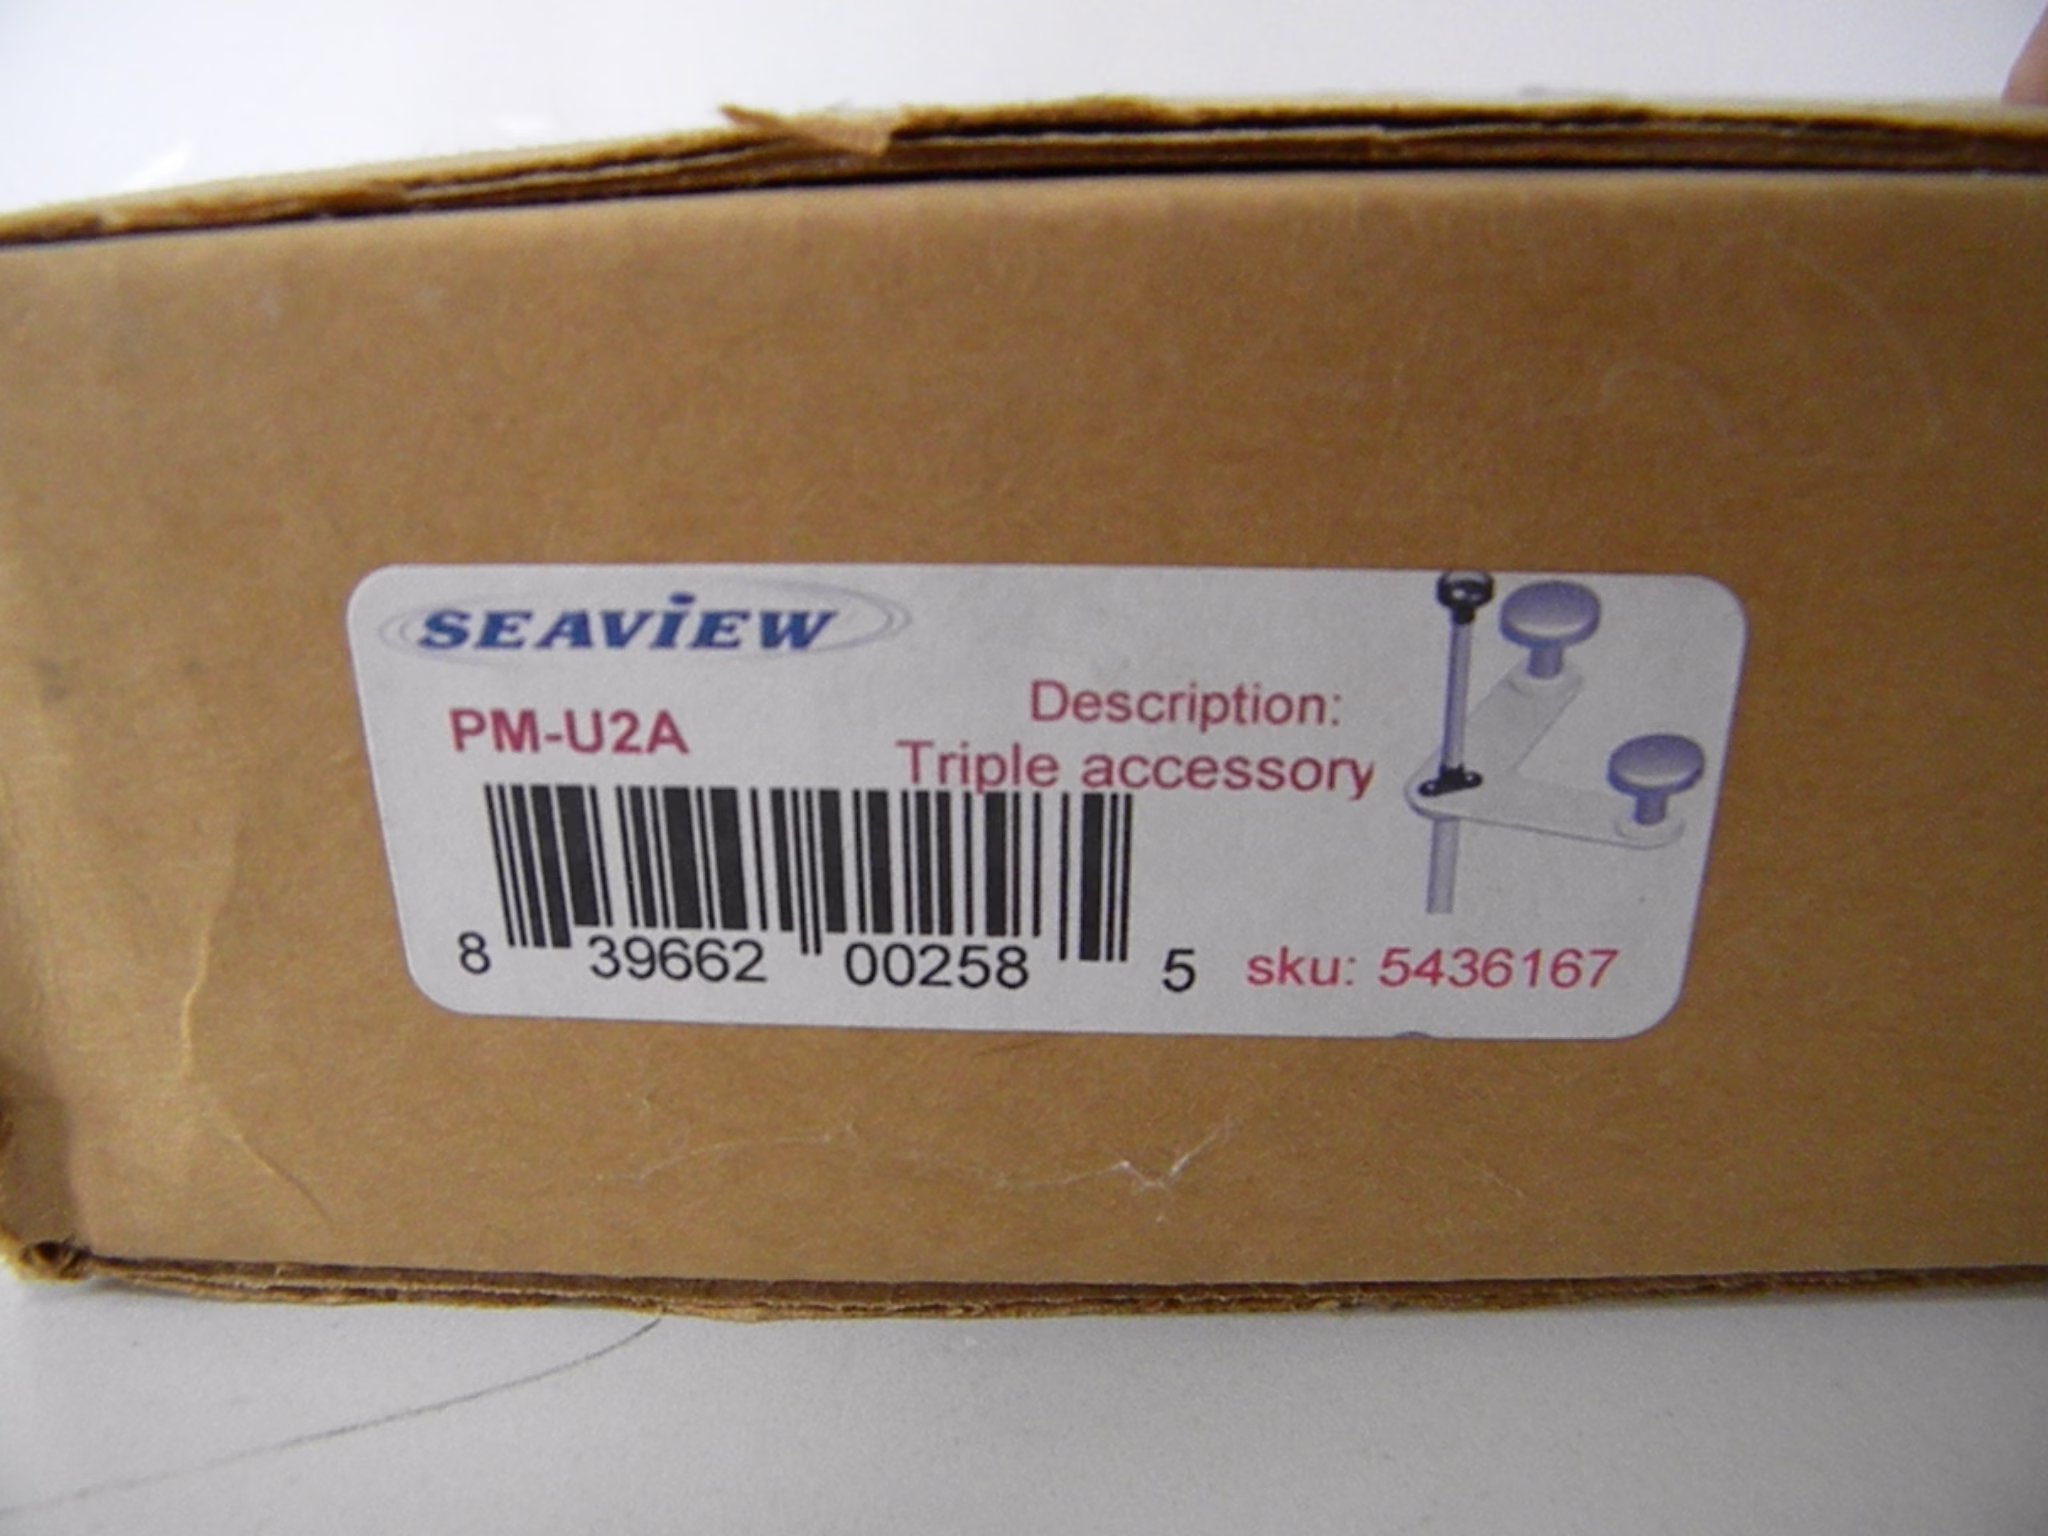 SEAViEW
PM-U2A
Description:
Triple accessory
8 39662 00258 5
sku: 5436167